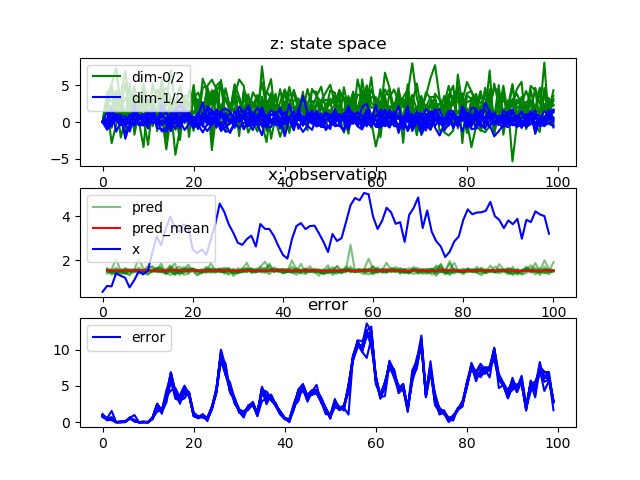 z: state space
dim-0/2
dim-1/2
5
0
−5
0 20 40 60 80 100
x: observation
pred
pred_mean
x
4
2
0 20 40 60 80 100
error
error
10
5
0
0 20 40 60 80 100